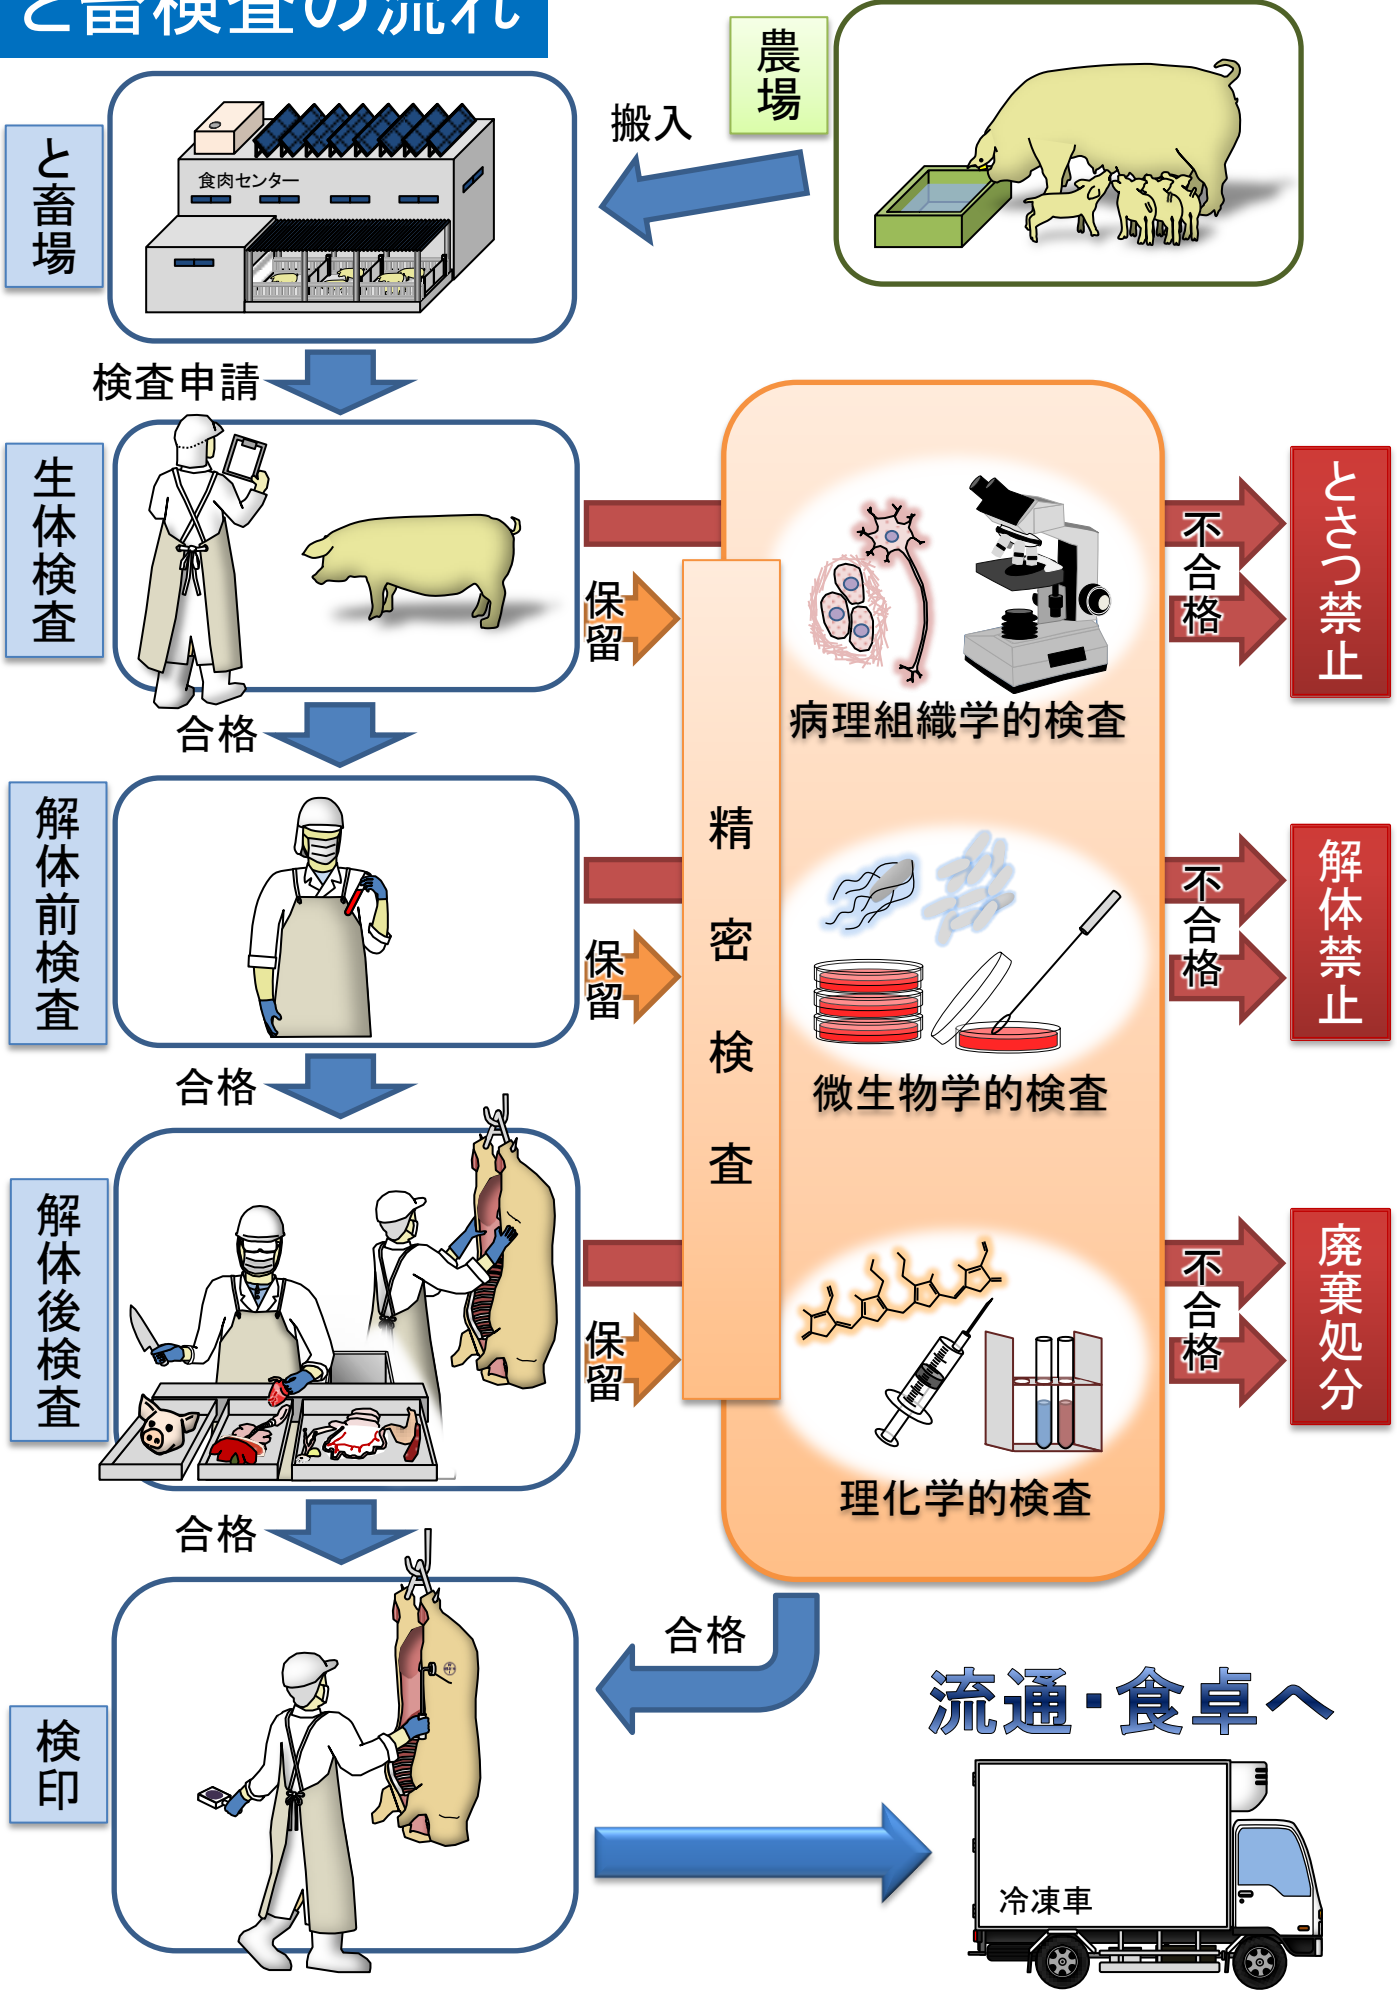 と畜検査の流れ
農場
搬入
と畜場
食肉センター
検査申請
生体検査
保留
不合格
とさつ禁止
病理組織学的検査
合格
解体前検査
保留
精密検査
不合格
解体禁止
微生物学的検査
合格
解体後検査
保留
不合格
廃棄処分
理化学的検査
合格
合格
検印
流通・食卓へ
冷凍車